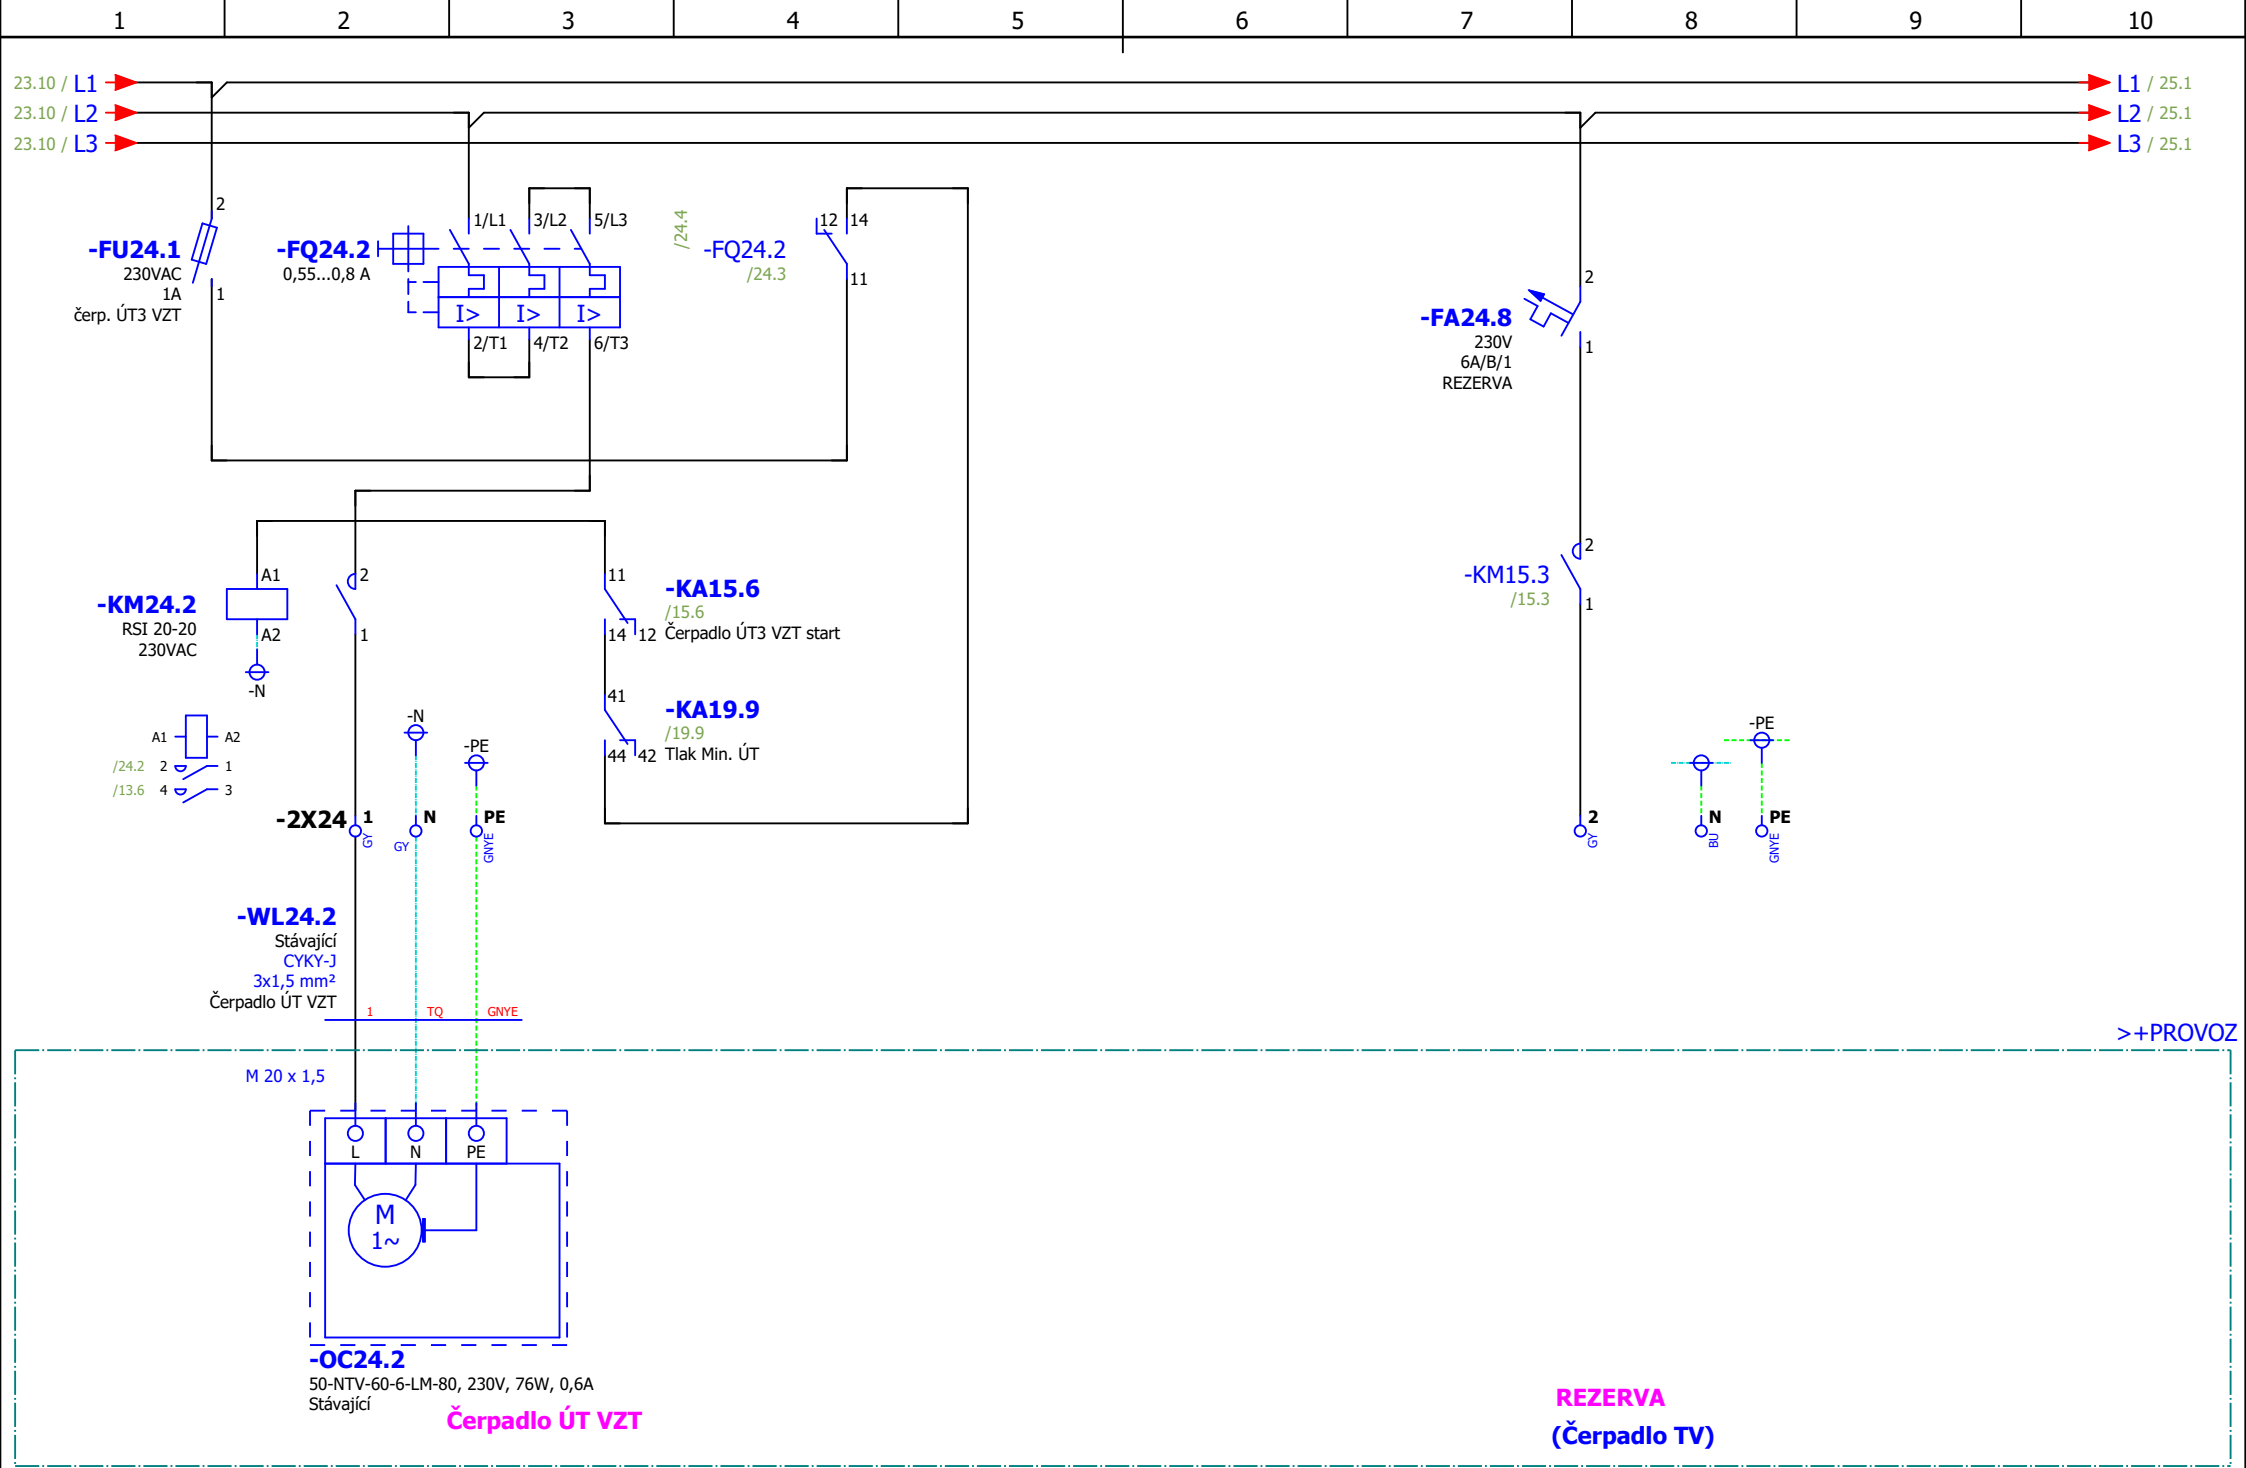 1 2 3 4 5 6 7 8 9 10
23.10 / L1 L1 / 25.1
23.10 / L2 L2 / 25.1
23.10 / L3 L3 / 25.1
2
-FU24.1
230VAC
1A
čerp. ÚT3 VZT
1
-FQ24.2
0,55...0,8 A
1/L1 3/L2 5/L3
I> I> I>
2/T1 4/T2 6/T3
/24.4
-FQ24.2
/24.3
12 14
11
2
-FA24.8
230V
6A/B/1
REZERVA
1
A1
-KM24.2
RSI 20-20
230VAC
A2
-N
2
1
11
-KA15.6
/15.6
14 12 Čerpadlo ÚT3 VZT start
41
-KA19.9
/19.9
44 42 Tlak Min. ÚT
2
-KM15.3
/15.3
1
A1 A2
/24.2 2 1
/13.6 4 3
-N
-PE
-2X24 1 N PE
GY GY GNYE
-PE
2 N PE
GY BU GNYE
-WL24.2
Stávající
CYKY-J
3x1,5 mm²
Čerpadlo ÚT VZT
1 TQ GNYE
>+PROVOZ
M 20 x 1,5
L N PE
M
1~
-OC24.2
50-NTV-60-6-LM-80, 230V, 76W, 0,6A
Stávající
Čerpadlo ÚT VZT
REZERVA
(Čerpadlo TV)